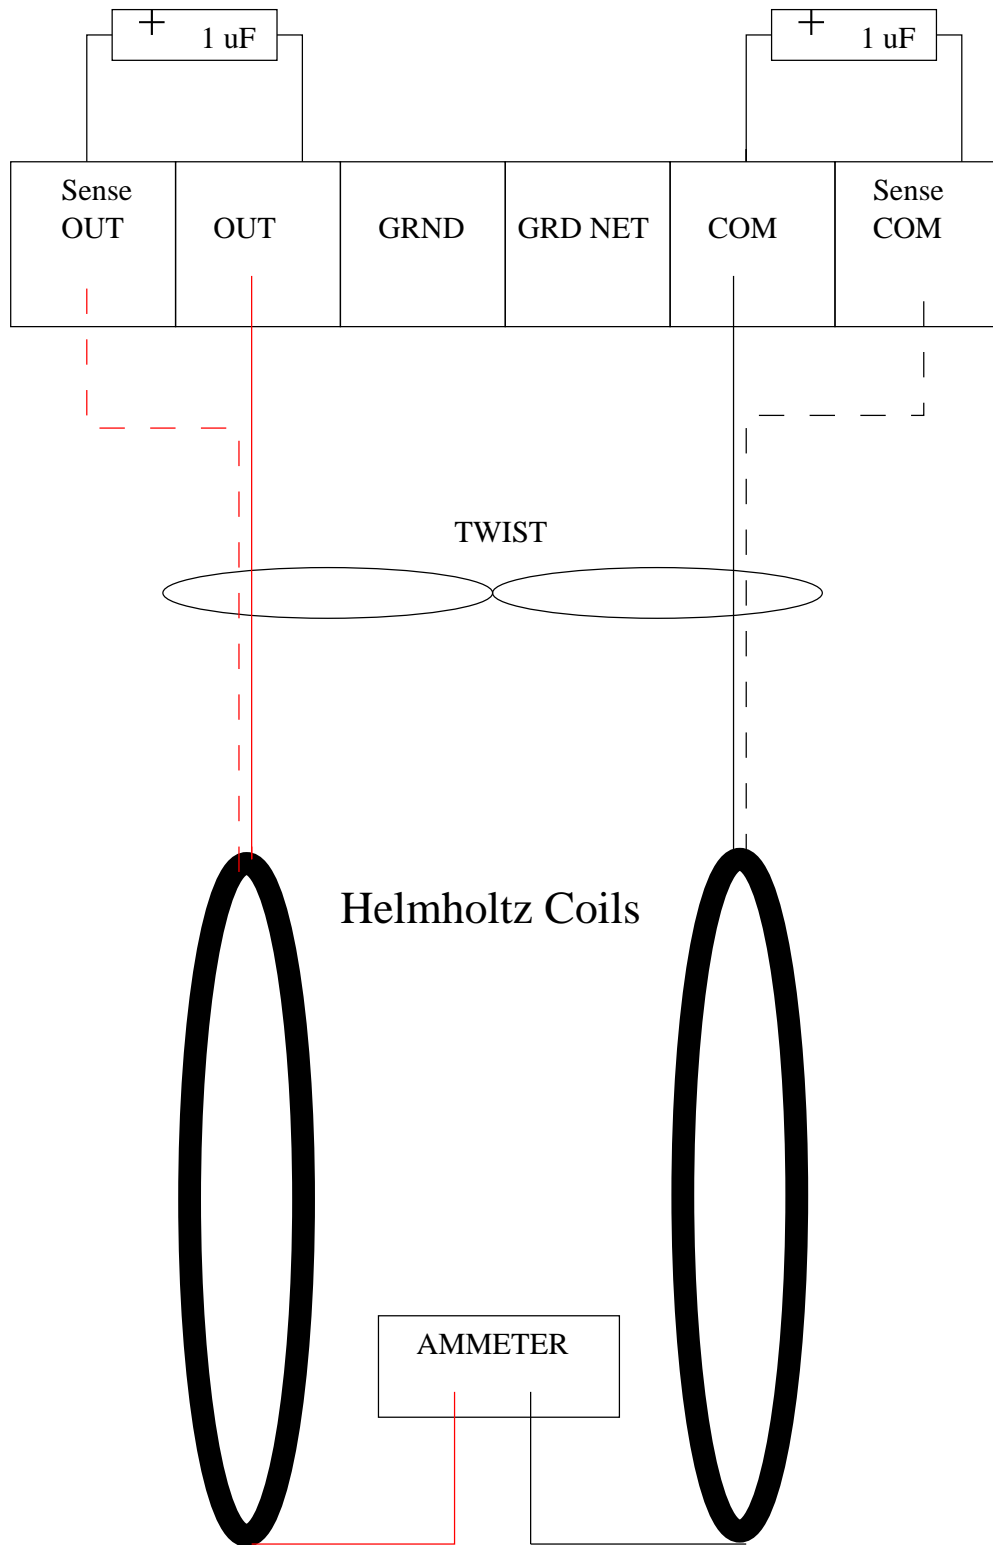 + 1 uF
+ 1 uF
Sense
OUT
OUT
GRND
GRD NET
COM
Sense
COM
TWIST
Helmholtz Coils
AMMETER